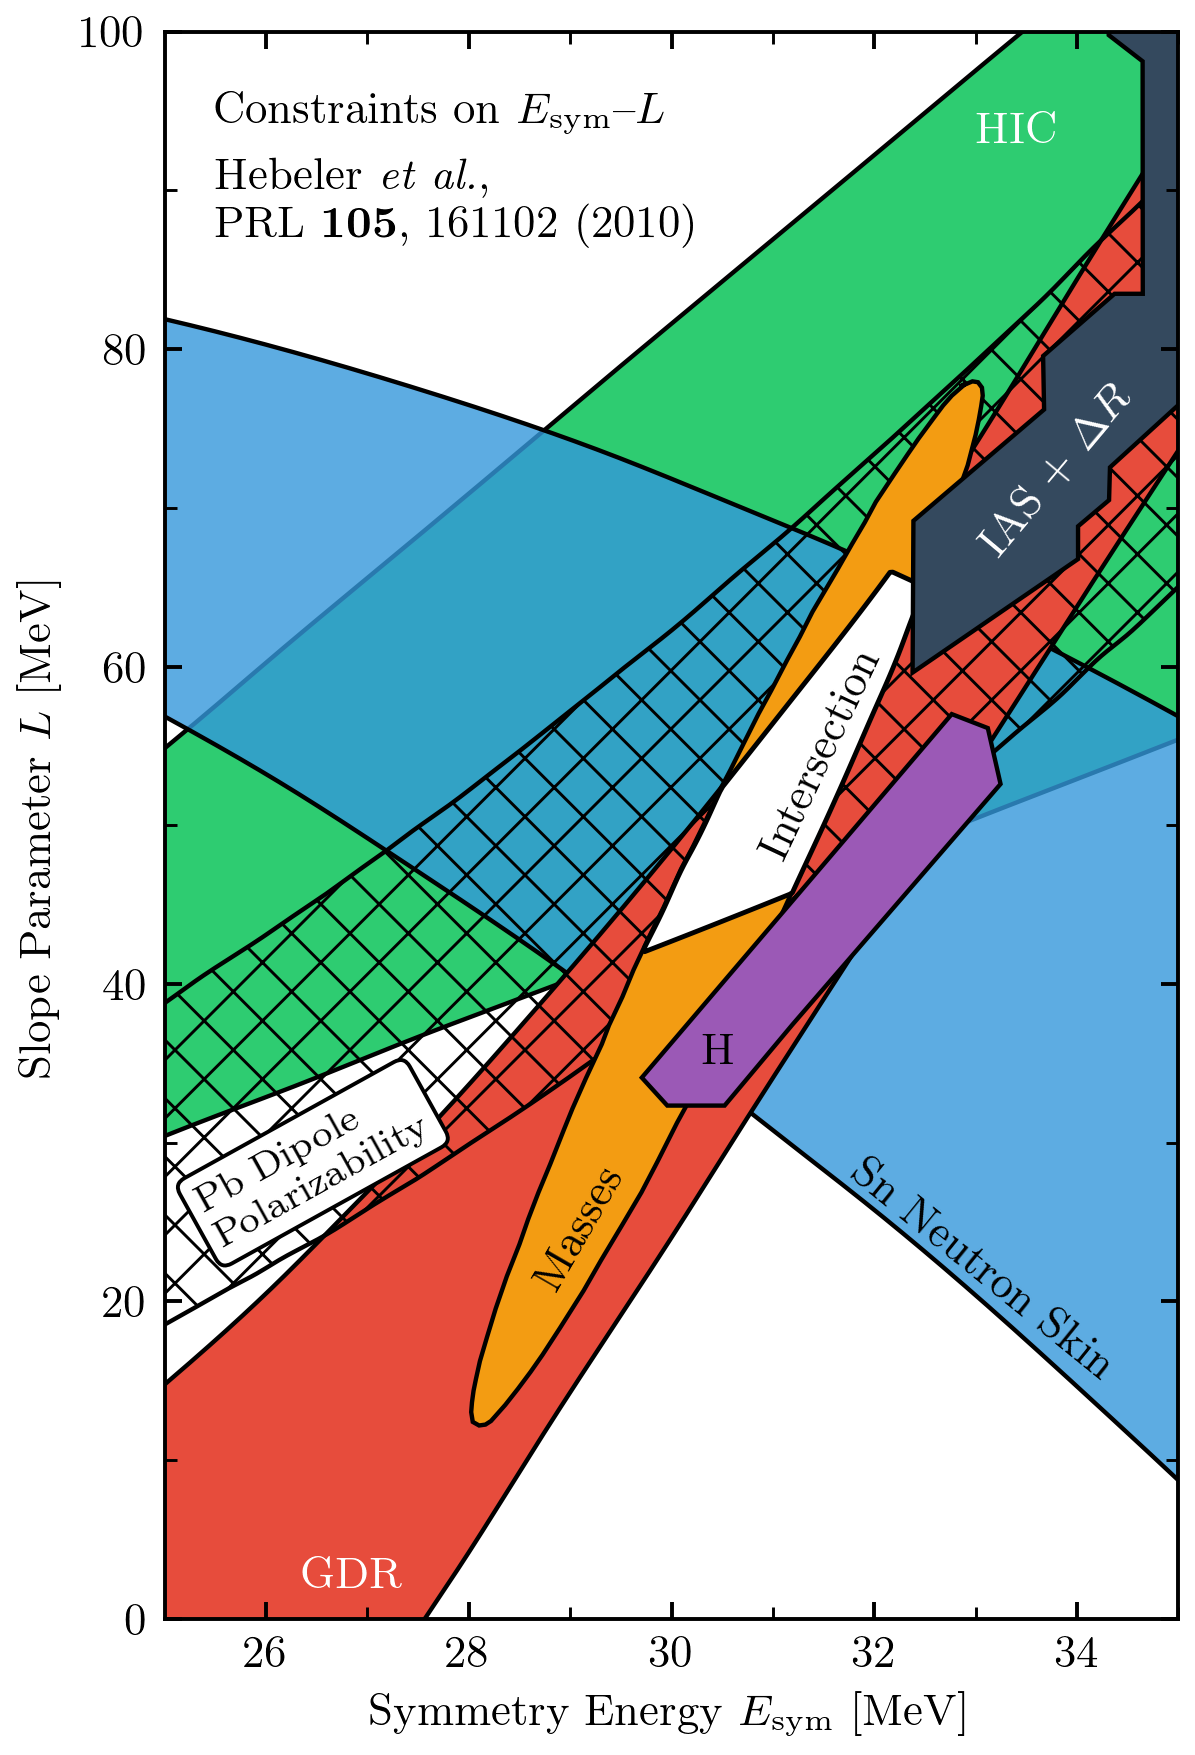 100
80
60
40
20
0
Slope Parameter L [MeV]
Constraints on E_sym–L
Hebeler et al.,
PRL 105, 161102 (2010)
HIC
IAS + ΔR
Intersection
H
Pb Dipole
Polarizability
Masses
Sn Neutron Skin
GDR
26 28 30 32 34
Symmetry Energy E_sym [MeV]